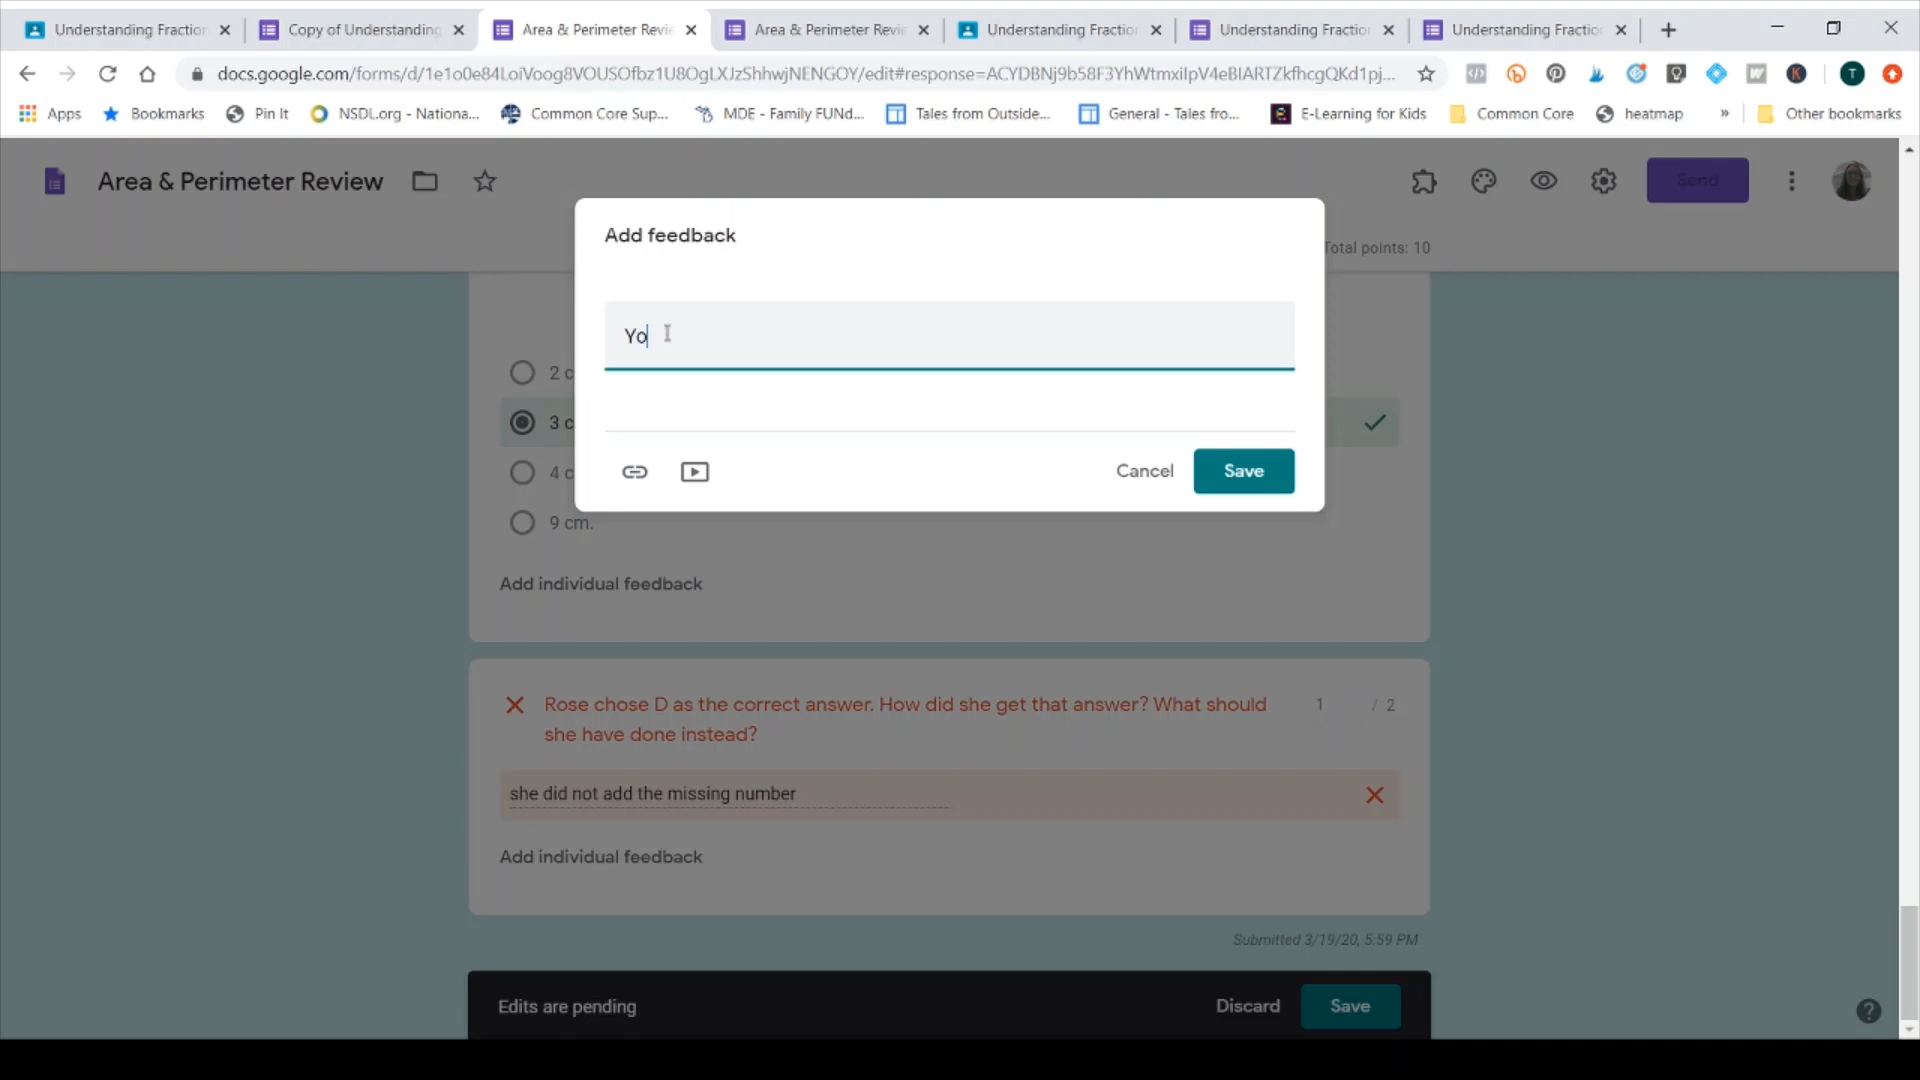 Understanding Fraction
Copy of Understanding
Area & Perimeter Revie
Area & Perimeter Revie
Understanding Fraction
Understanding Fraction
Understanding Fraction
docs.google.com/forms/d/1e1o0e84LoiVoog8VOUSOfbz1U8OgLXJzShhwjNENGOY/edit#response=ACYDBNj9b58F3YhWtmxiIpV4eBIARTZkfhcgQKd1pj...
Apps
Bookmarks
Pin It
NSDL.org - Nationa...
Common Core Sup...
MDE - Family FUNd...
Tales from Outside...
General - Tales fro...
E-Learning for Kids
Common Core
heatmap
»
Other bookmarks
Area & Perimeter Review
Send
Total points: 10
Add feedback
Yo
Cancel
Save
2 c
3 c
4 c
9 cm.
Add individual feedback
Rose chose D as the correct answer. How did she get that answer? What should
she have done instead?
1 / 2
she did not add the missing number
Add individual feedback
Submitted 3/19/20, 5:59 PM
Edits are pending
Discard
Save